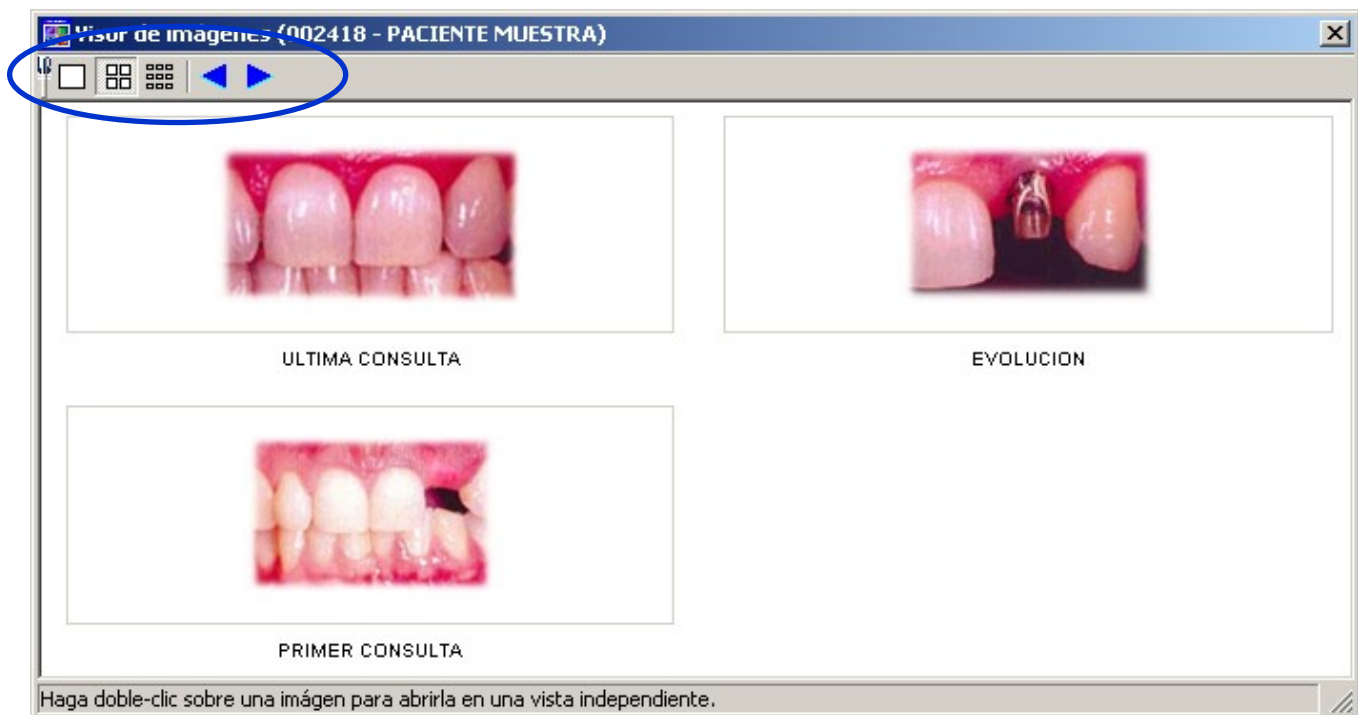 Visor de imágenes (002418 - PACIENTE MUESTRA)
ULTIMA CONSULTA
EVOLUCION
PRIMER CONSULTA
Haga doble-clic sobre una imágen para abrirla en una vista independiente.